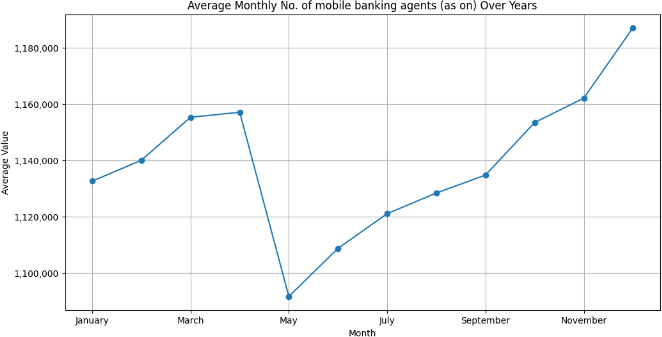 Average Monthly No. of mobile banking agents (as on) Over Years
1,180,000
1,160,000
1,140,000
1,120,000
1,100,000
Average Value
January March May July September November
Month